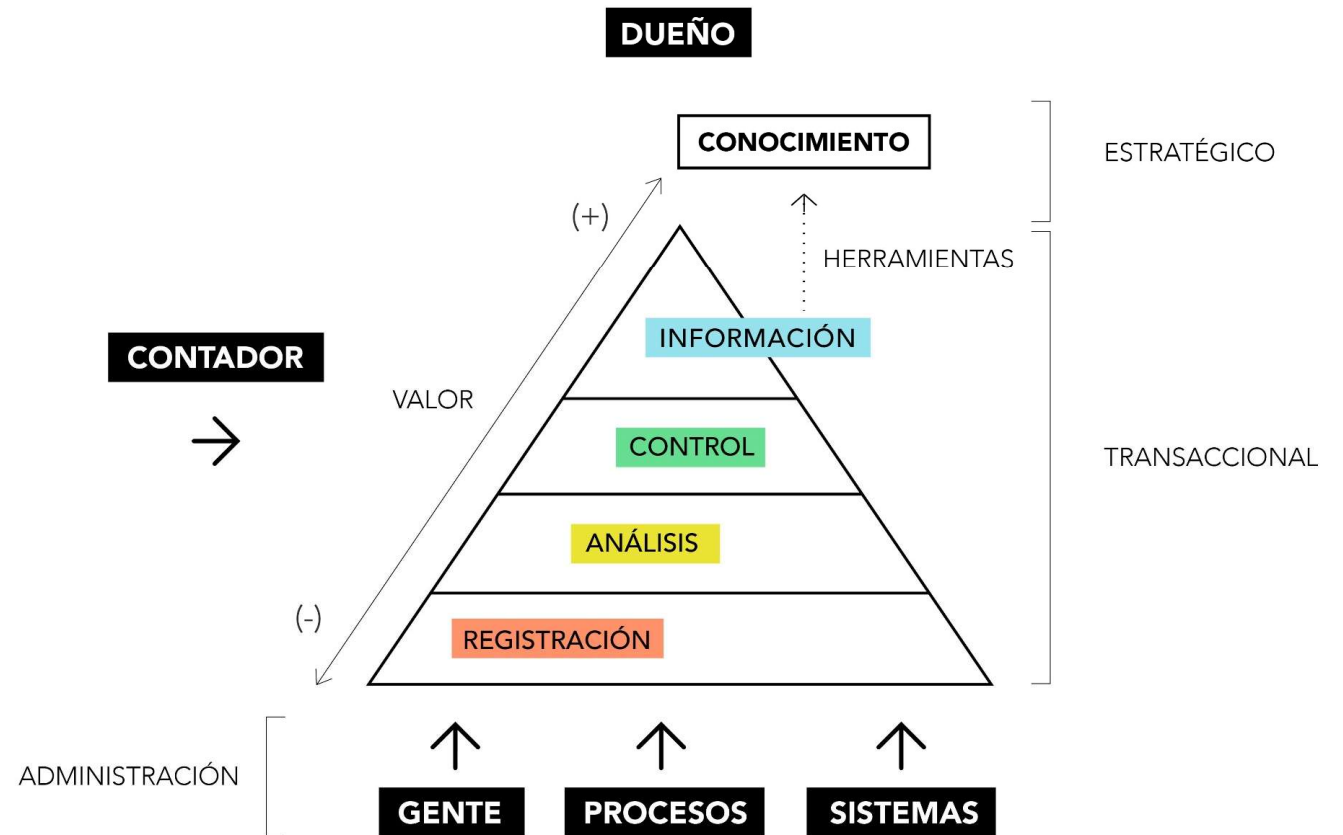 DUEÑO
CONOCIMIENTO
ESTRATÉGICO
(+)
HERRAMIENTAS
INFORMACIÓN
CONTADOR
VALOR
CONTROL
TRANSACCIONAL
ANÁLISIS
(-)
REGISTRACIÓN
ADMINISTRACIÓN
GENTE PROCESOS SISTEMAS